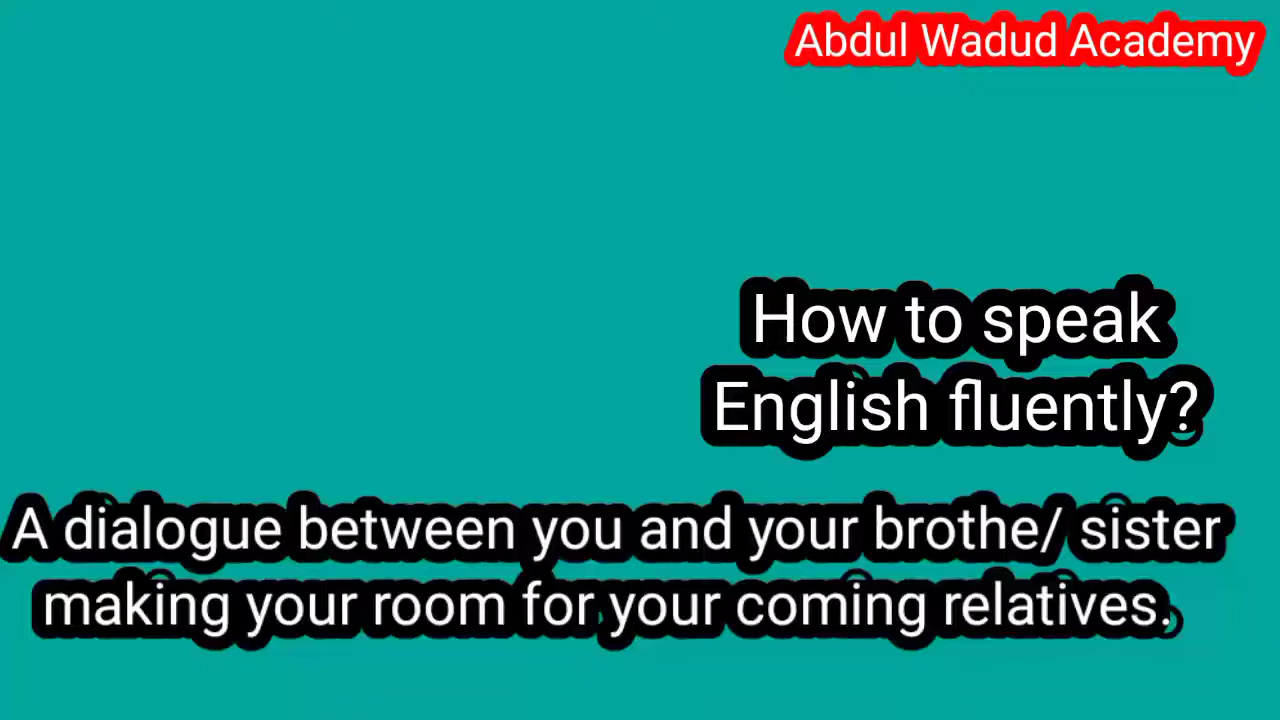 Abdul Wadud Academy
How to speak
English fluently?
A dialogue between you and your brothe/ sister
making your room for your coming relatives.